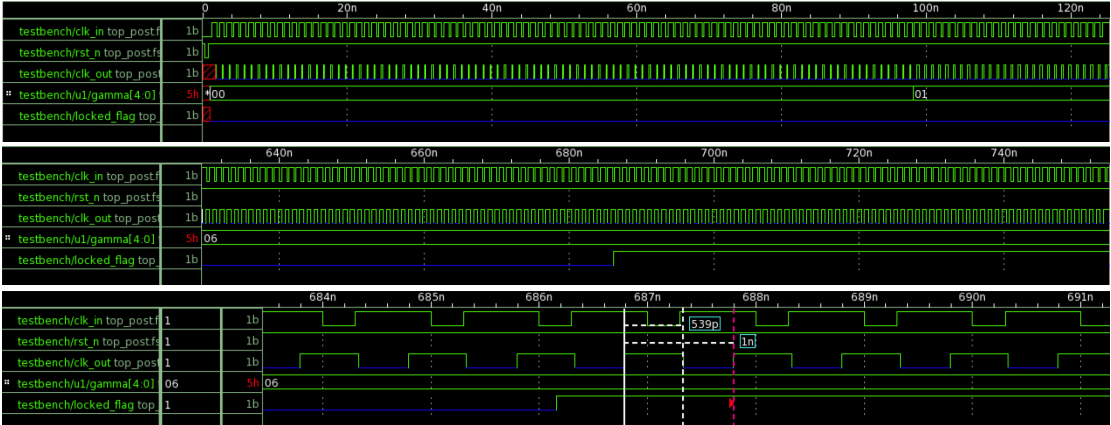 0 20n 40n 60n 80n 100n 120n
testbench/clk_in top_post.f 1b
testbench/rst_n top_post.fs 1b
testbench/clk_out top_post 1b
testbench/u1/gamma[4:0] 5h *00 01
testbench/locked_flag top_ 1b
640n 660n 680n 700n 720n 740n
testbench/clk_in top_post.f 1b
testbench/rst_n top_post.fs 1b
testbench/clk_out top_post 1b
testbench/u1/gamma[4:0] 5h 06
testbench/locked_flag top_ 1b
684n 685n 686n 687n 688n 689n 690n 691n
testbench/clk_in top_post.f 1 1b 539p
testbench/rst_n top_post.fs 1 1b 1n
testbench/clk_out top_post 1 1b
testbench/u1/gamma[4:0] 06 5h 06
testbench/locked_flag top_ 1 1b